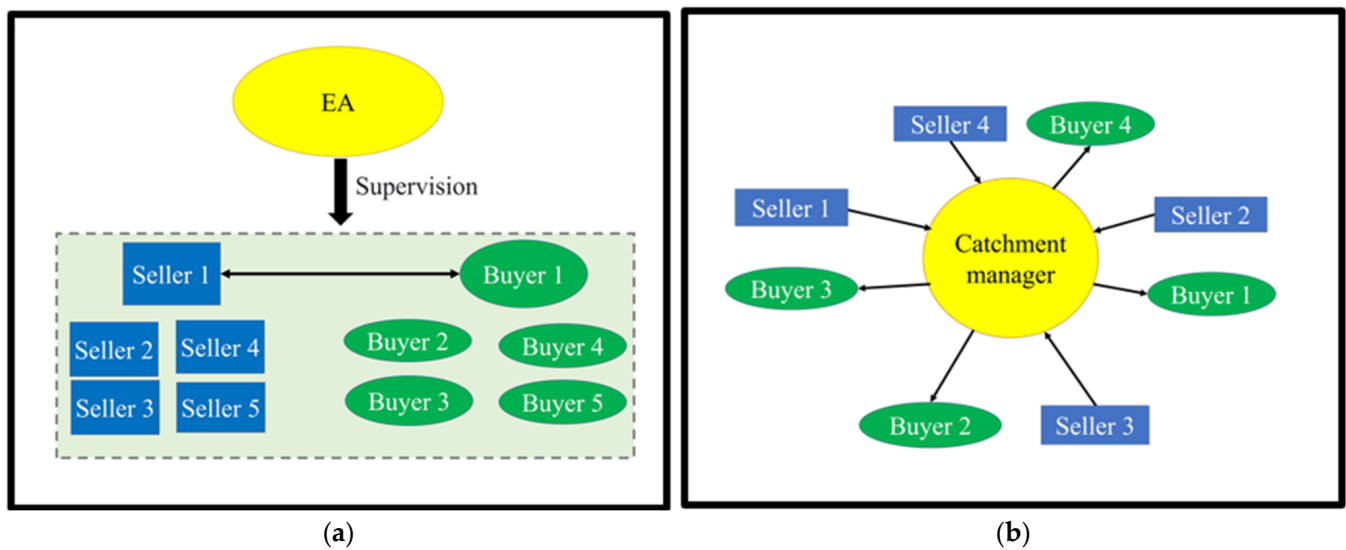 EA
Supervision
Seller 1
Buyer 1
Seller 2
Seller 4
Buyer 2
Buyer 4
Seller 3
Seller 5
Buyer 3
Buyer 5
(a)
Seller 4
Buyer 4
Seller 1
Seller 2
Catchment
manager
Buyer 3
Buyer 1
Buyer 2
Seller 3
(b)